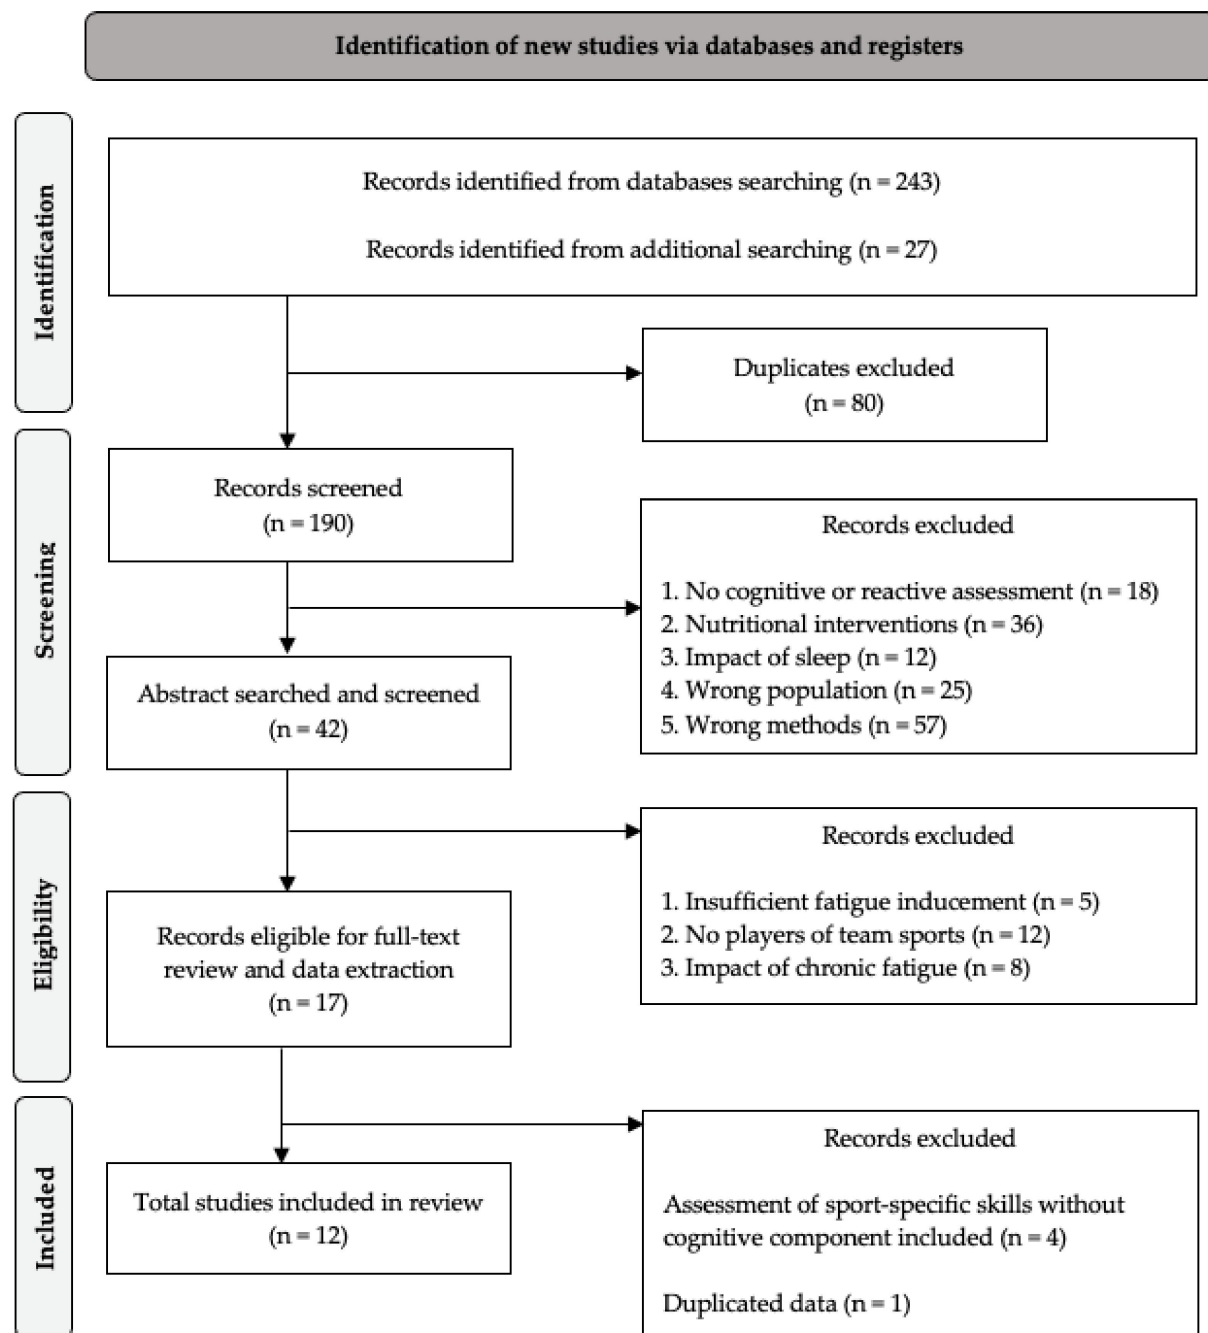 Identification of new studies via databases and registers
Identification
Records identified from databases searching (n = 243)
Records identified from additional searching (n = 27)
Duplicates excluded
(n = 80)
Screening
Records screened
(n = 190)
Records excluded
1. No cognitive or reactive assessment (n = 18)
2. Nutritional interventions (n = 36)
3. Impact of sleep (n = 12)
4. Wrong population (n = 25)
5. Wrong methods (n = 57)
Abstract searched and screened
(n = 42)
Eligibility
Records excluded
1. Insufficient fatigue inducement (n = 5)
2. No players of team sports (n = 12)
3. Impact of chronic fatigue (n = 8)
Records eligible for full-text
review and data extraction
(n = 17)
Included
Total studies included in review
(n = 12)
Records excluded
Assessment of sport-specific skills without
cognitive component included (n = 4)
Duplicated data (n = 1)